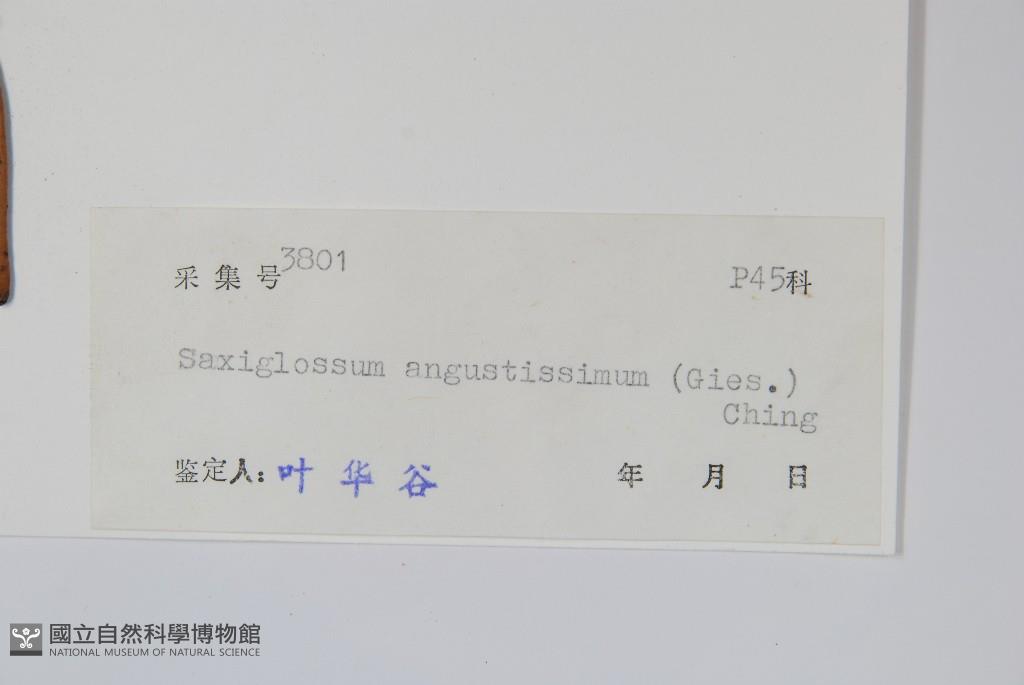 采集号3801 P45科
Saxiglossum angustissimum (Gies.)
Ching
鉴定人:叶华谷 年 月 日
國立自然科學博物館
NATIONAL MUSEUM OF NATURAL SCIENCE